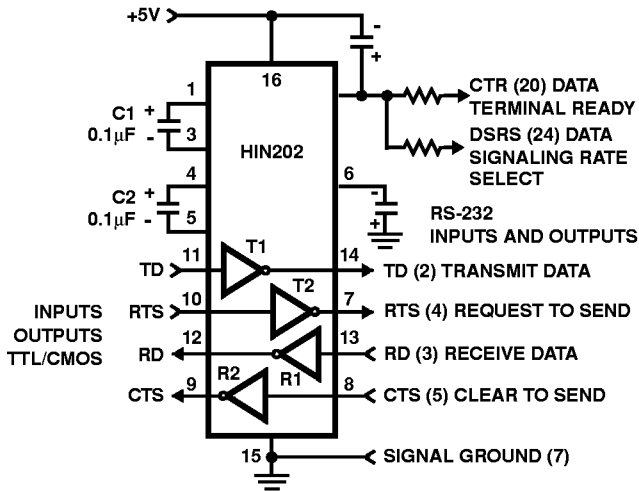 +5V
-
+
16
1
CTR (20) DATA
TERMINAL READY
C1
+
0.1µF
-
3
DSRS (24) DATA
SIGNALING RATE
SELECT
HIN202
4
6
C2
+
0.1µF
-
5
-
+
RS-232
INPUTS AND OUTPUTS
TD
11
T1
14
TD (2) TRANSMIT DATA
INPUTS
OUTPUTS
TTL/CMOS
RTS
10
T2
7
RTS (4) REQUEST TO SEND
RD
12
R1
13
RD (3) RECEIVE DATA
CTS
9
R2
8
CTS (5) CLEAR TO SEND
15
SIGNAL GROUND (7)